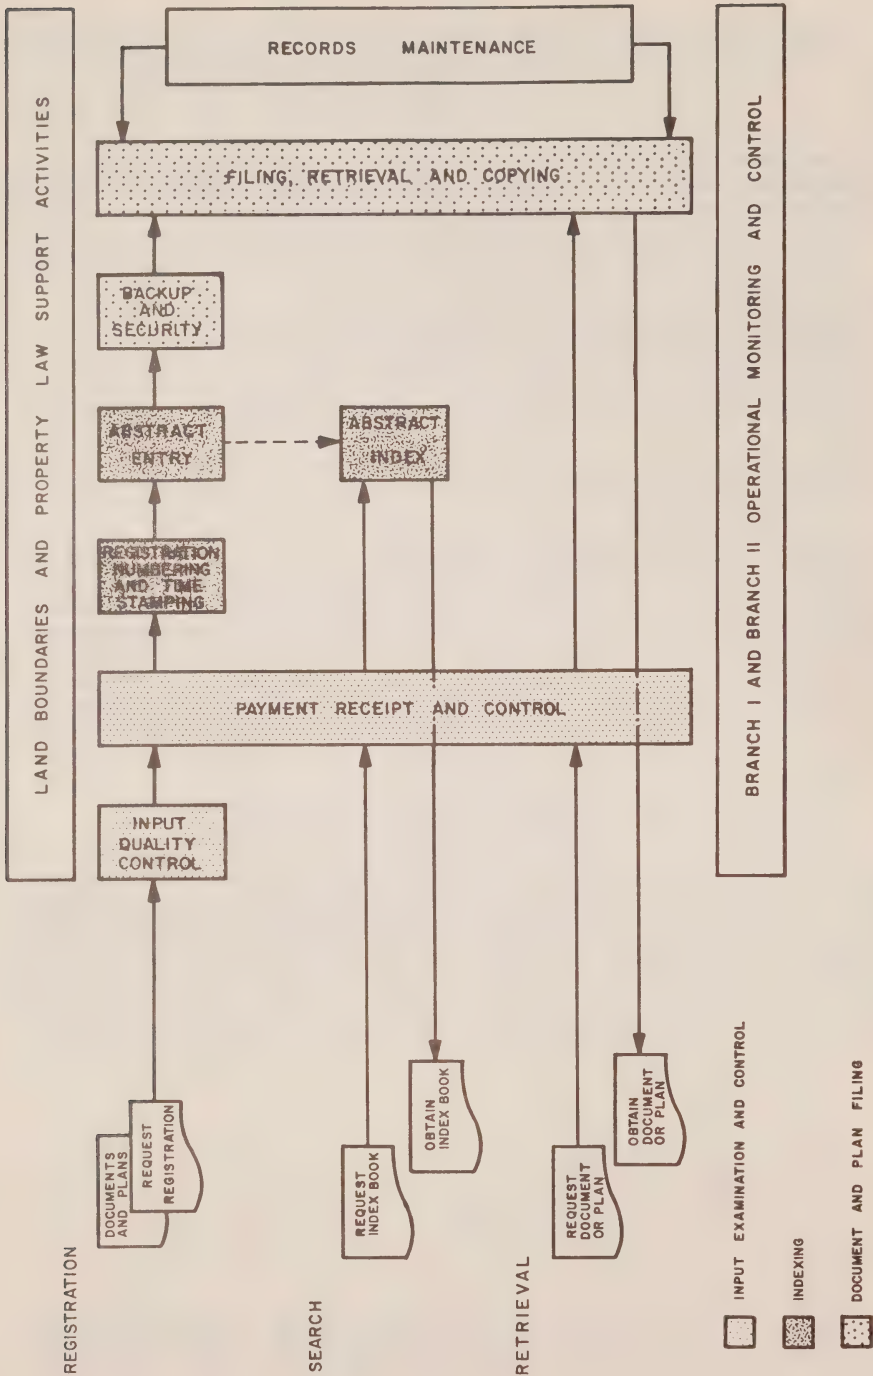 LAND BOUNDARIES AND PROPERTY LAW SUPPORT ACTIVITIES
REGISTRATION
DOCUMENTS
AND PLANS
REQUEST
REGISTRATION
INPUT
QUALITY
CONTROL
PAYMENT RECEIPT AND CONTROL
REGISTRATION
NUMBERING
AND TIME
STAMPING
ABSTRACT
ENTRY
BACKUP
AND
SECURITY
FILING, RETRIEVAL AND COPYING
RECORDS MAINTENANCE
SEARCH
REQUEST
INDEX BOOK
OBTAIN
INDEX BOOK
ABSTRACT
INDEX
RETRIEVAL
REQUEST
DOCUMENT
OR PLAN
OBTAIN
DOCUMENT
OR PLAN
BRANCH I AND BRANCH II OPERATIONAL MONITORING AND CONTROL
INPUT EXAMINATION AND CONTROL
INDEXING
DOCUMENT AND PLAN FILING